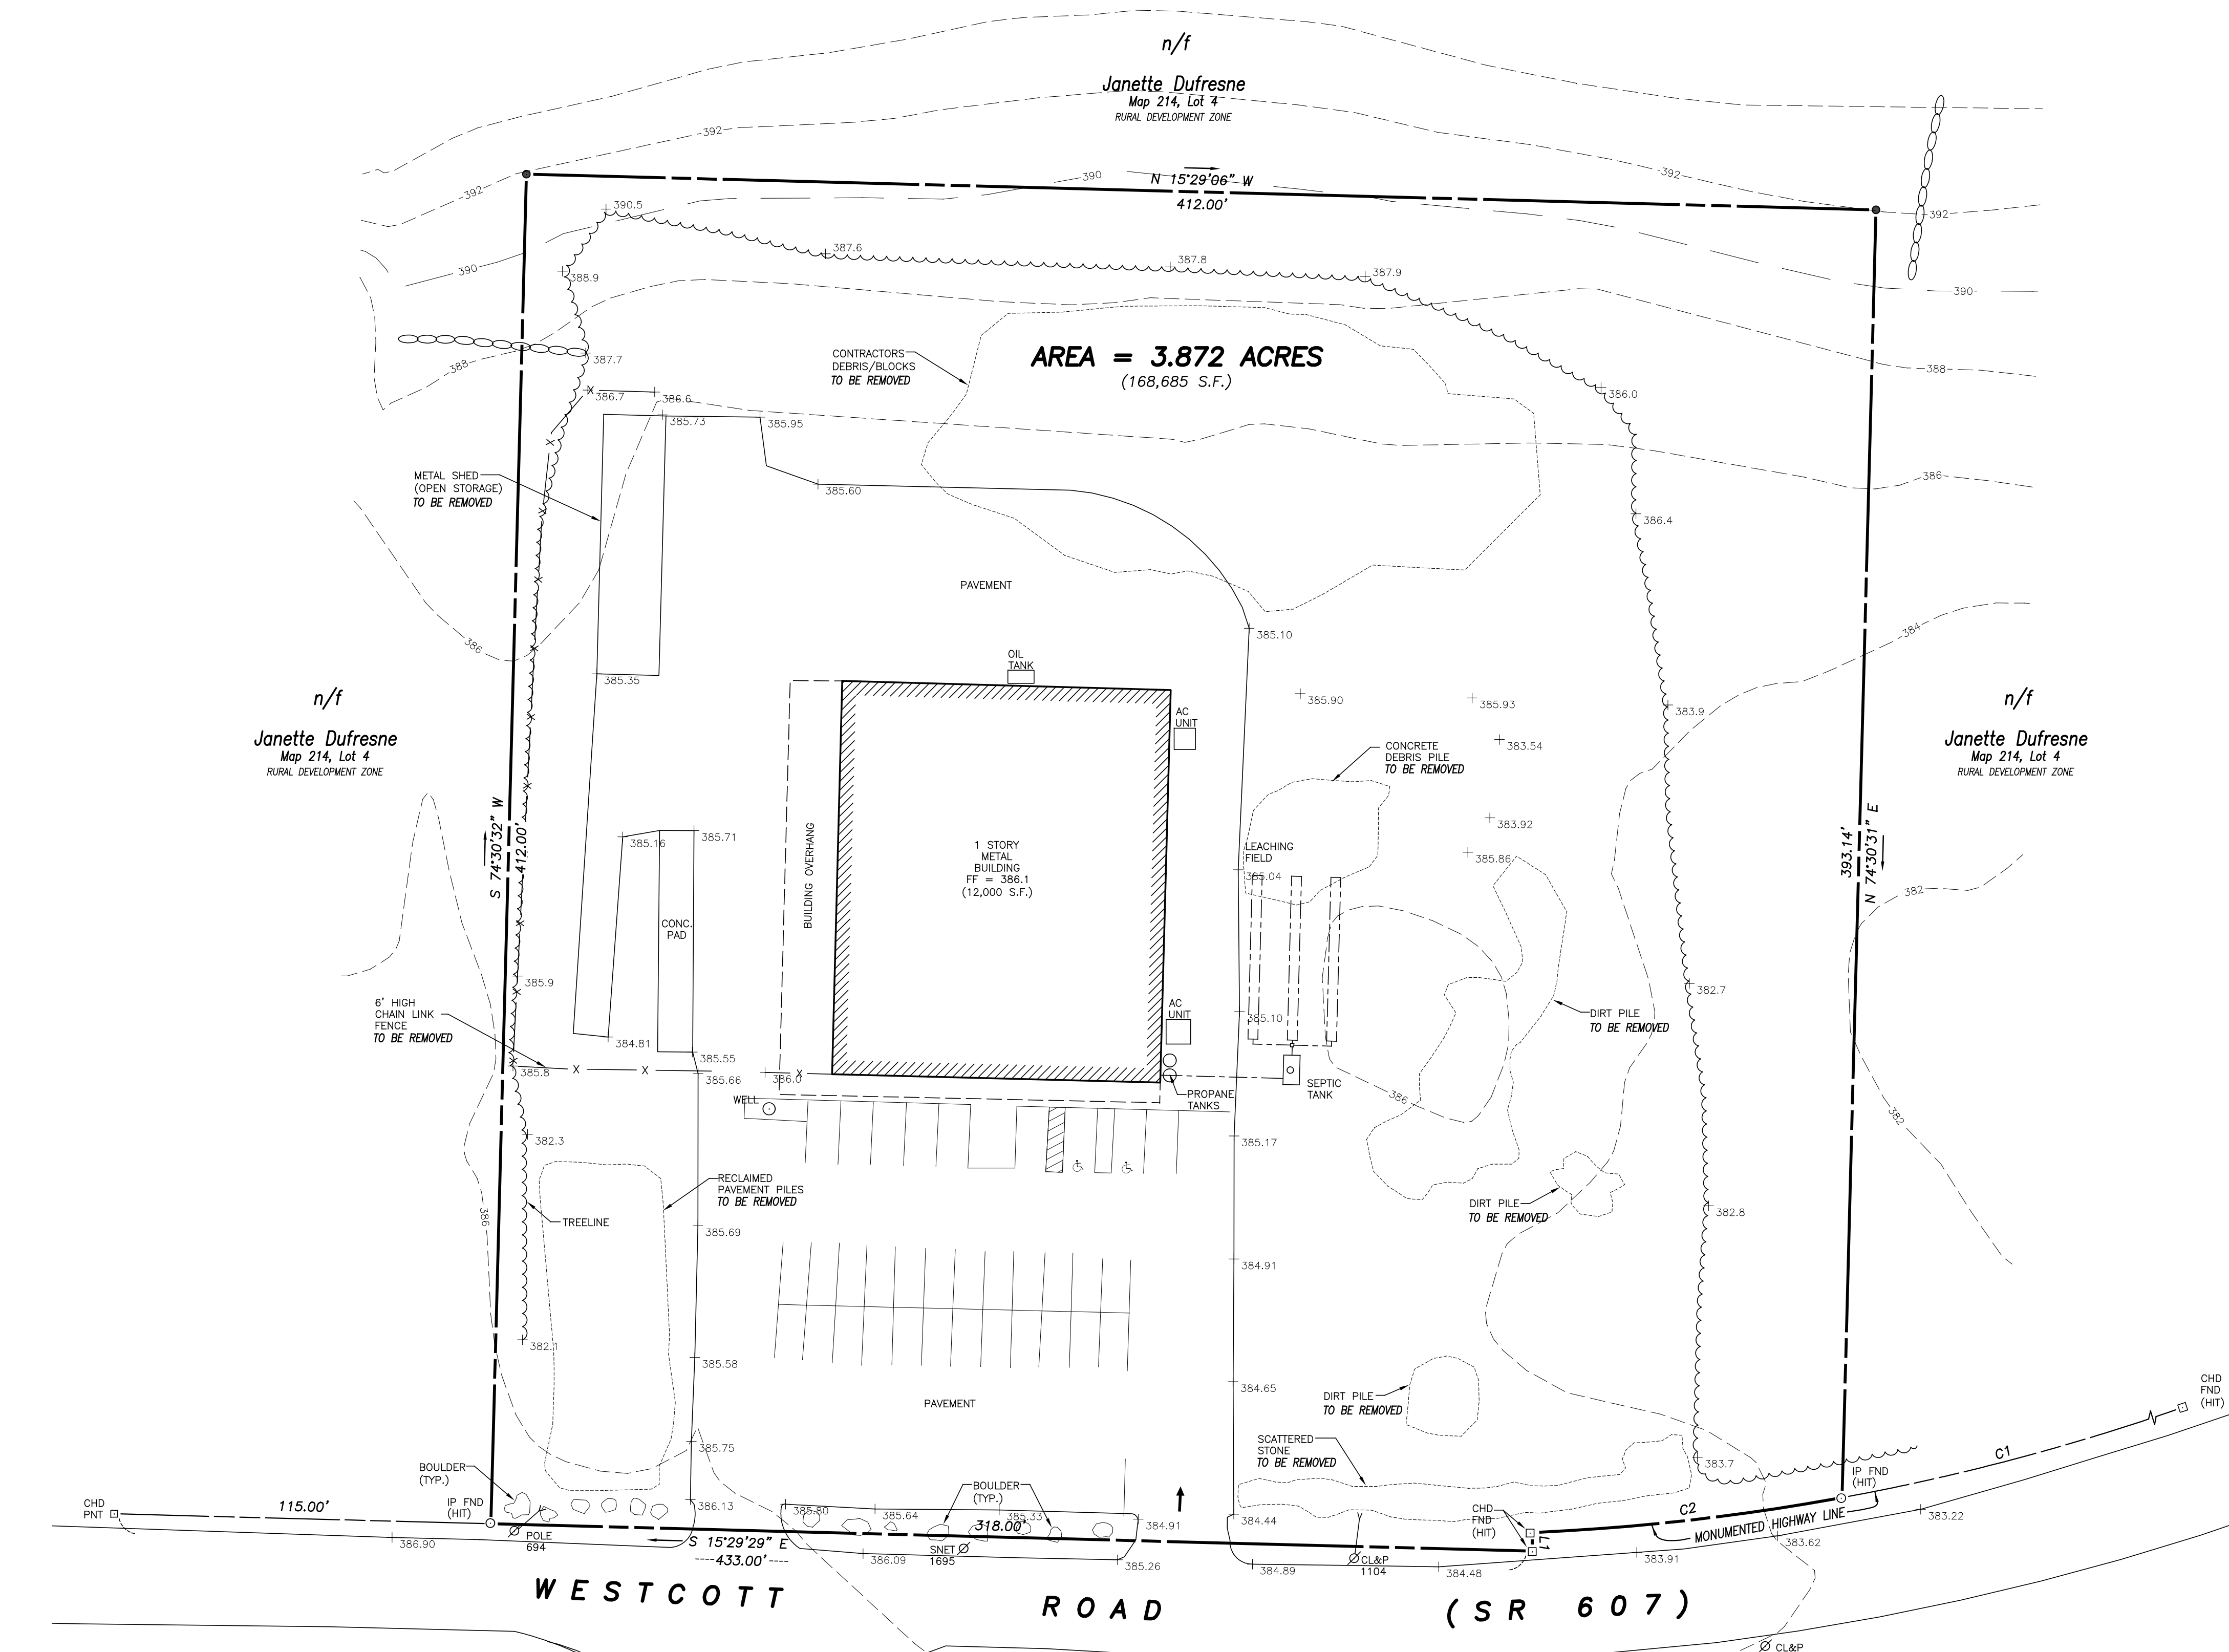 n/f
Janette Dufresne
Map 214, Lot 4
RURAL DEVELOPMENT ZONE
392
392
392
392
390
390
390
N 15°29'06" W
412.00'
390.5
387.6
387.8
387.9
388.9
388
388
387.7
CONTRACTORS
DEBRIS/BLOCKS
TO BE REMOVED
AREA = 3.872 ACRES
(168,685 S.F.)
386.7
386.6
386.0
385.73
385.95
METAL SHED
(OPEN STORAGE)
TO BE REMOVED
385.60
386
386.4
PAVEMENT
386
384
385.10
OIL
TANK
385.35
385.90
385.93
383.9
n/f
Janette Dufresne
Map 214, Lot 4
RURAL DEVELOPMENT ZONE
AC
UNIT
383.54
CONCRETE
DEBRIS PILE
TO BE REMOVED
n/f
Janette Dufresne
Map 214, Lot 4
RURAL DEVELOPMENT ZONE
S 74°30'32" W
412.00'
385.16
385.71
BUILDING OVERHANG
1 STORY
METAL
BUILDING
FF = 386.1
(12,000 S.F.)
LEACHING
FIELD
385.04
383.92
385.86
393.14'
N 74°30'31" E
382
CONC.
PAD
385.9
382.7
6' HIGH
CHAIN LINK
FENCE
TO BE REMOVED
AC
UNIT
385.10
DIRT PILE
TO BE REMOVED
384.81
385.55
385.8
385.66
386.0
SEPTIC
TANK
386
PROPANE
TANKS
WELL
382
382.3
385.17
RECLAIMED
PAVEMENT PILES
TO BE REMOVED
DIRT PILE
TO BE REMOVED
386
TREELINE
385.69
382.8
384.91
382.1
385.58
384.65
PAVEMENT
DIRT PILE
TO BE REMOVED
CHD
FND
(HIT)
385.75
SCATTERED
STONE
TO BE REMOVED
383.7
C1
BOULDER
(TYP.)
BOULDER
(TYP.)
IP FND
(HIT)
CHD
PNT
115.00'
IP FND
(HIT)
386.13
385.80
385.64
385.33
384.91
384.44
CHD
FND
(HIT)
C2
383.22
318.00'
MONUMENTED HIGHWAY LINE
386.90
POLE
694
S 15°29'29" E
433.00'
386.09
SNET
1695
385.26
384.89
CL&P
1104
384.48
383.91
383.62
WESTCOTT ROAD (SR 607)
CL&P